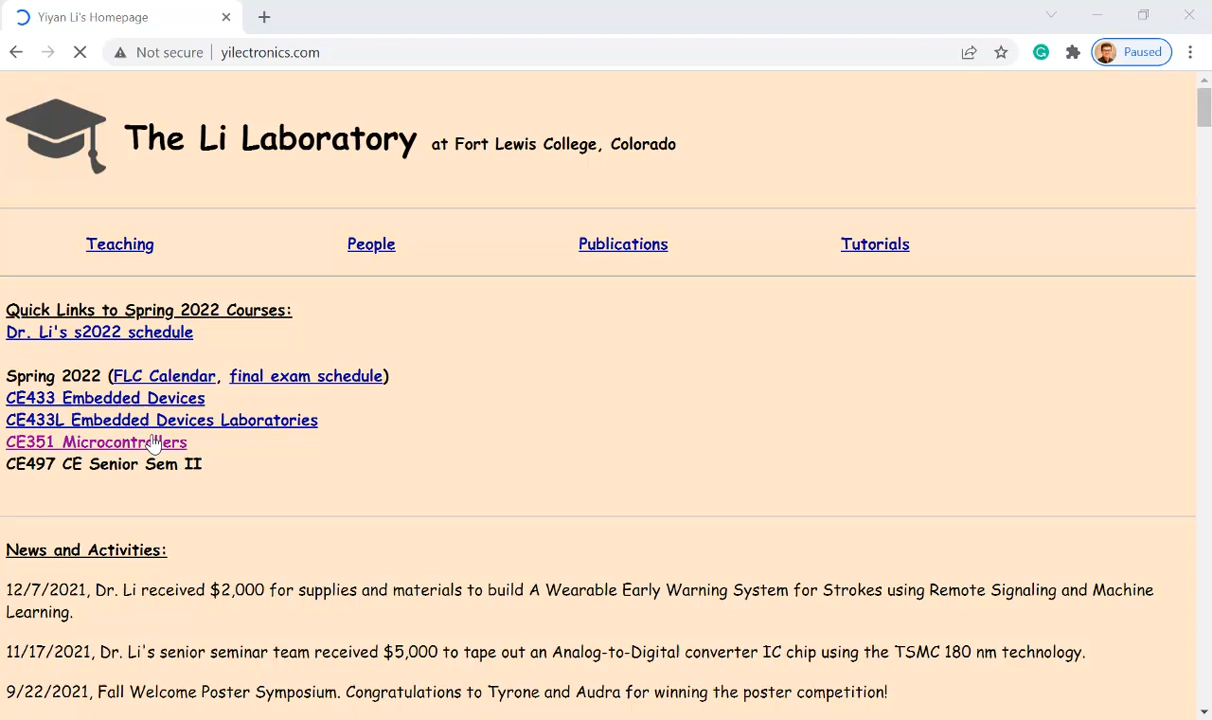 Yiyan Li's Homepage
Not secure
yilectronics.com
Paused
The Li Laboratory at Fort Lewis College, Colorado
Teaching
People
Publications
Tutorials
Quick Links to Spring 2022 Courses:
Dr. Li's s2022 schedule
Spring 2022 (FLC Calendar, final exam schedule)
CE433 Embedded Devices
CE433L Embedded Devices Laboratories
CE351 Microcontrollers
CE497 CE Senior Sem II
News and Activities:
12/7/2021, Dr. Li received $2,000 for supplies and materials to build A Wearable Early Warning System for Strokes using Remote Signaling and Machine
Learning.
11/17/2021, Dr. Li's senior seminar team received $5,000 to tape out an Analog-to-Digital converter IC chip using the TSMC 180 nm technology.
9/22/2021, Fall Welcome Poster Symposium. Congratulations to Tyrone and Audra for winning the poster competition!